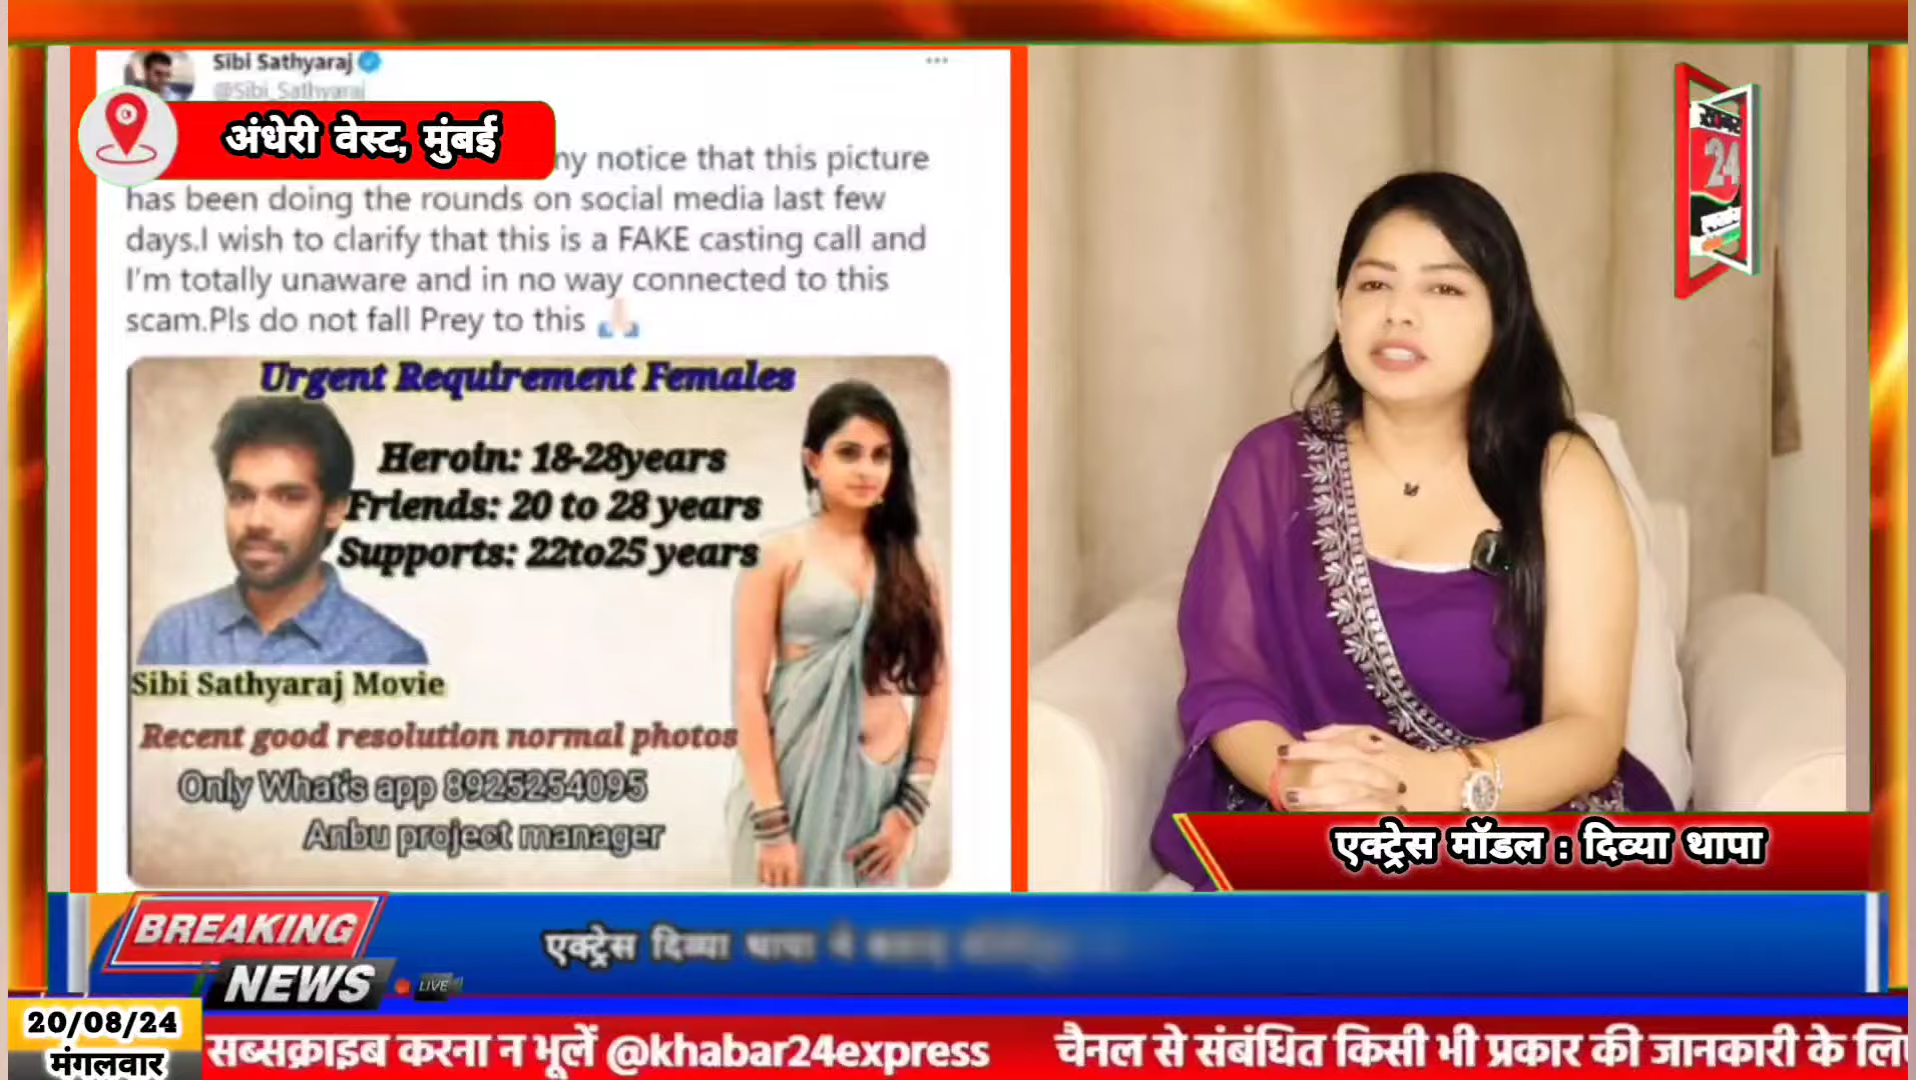 Sibi Sathyaraj
@Sibi_Sathyaraj
अंधेरी वेस्ट, मुंबई
my notice that this picture
has been doing the rounds on social media last few
days.I wish to clarify that this is a FAKE casting call and
I'm totally unaware and in no way connected to this
scam.Pls do not fall Prey to this
Urgent Requirement Females
Heroin: 18-28years
Friends: 20 to 28 years
Supports: 22to25 years
Sibi Sathyaraj Movie
Recent good resolution normal photos
Only What's app 8925254095
Anbu project manager
24
एक्ट्रेस मॉडल : दिव्या थापा
BREAKING
NEWS
LIVE
एक्ट्रेस दिव्या थापा ने
20/08/24
मंगलवार
सब्सक्राइब करना न भूलें @khabar24express
चैनल से संबंधित किसी भी प्रकार की जानकारी के